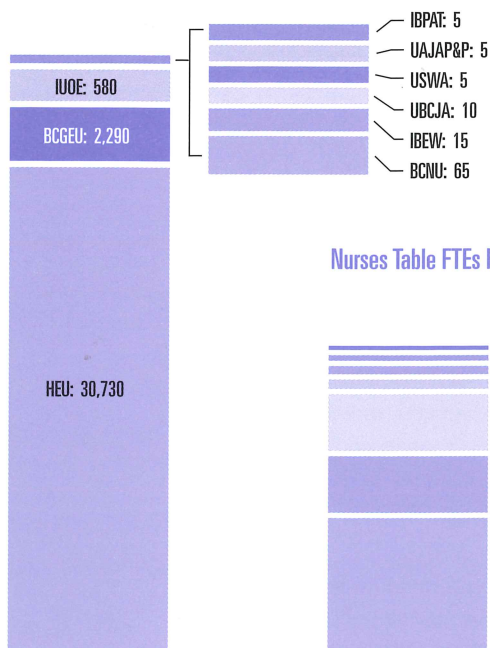 IBPAT: 5
UAJAP&P: 5
USWA: 5
UBCJA: 10
IBEW: 15
BCNU: 65
IUOE: 580
BCGEU: 2,290
HEU: 30,730
Nurses Table FTEs